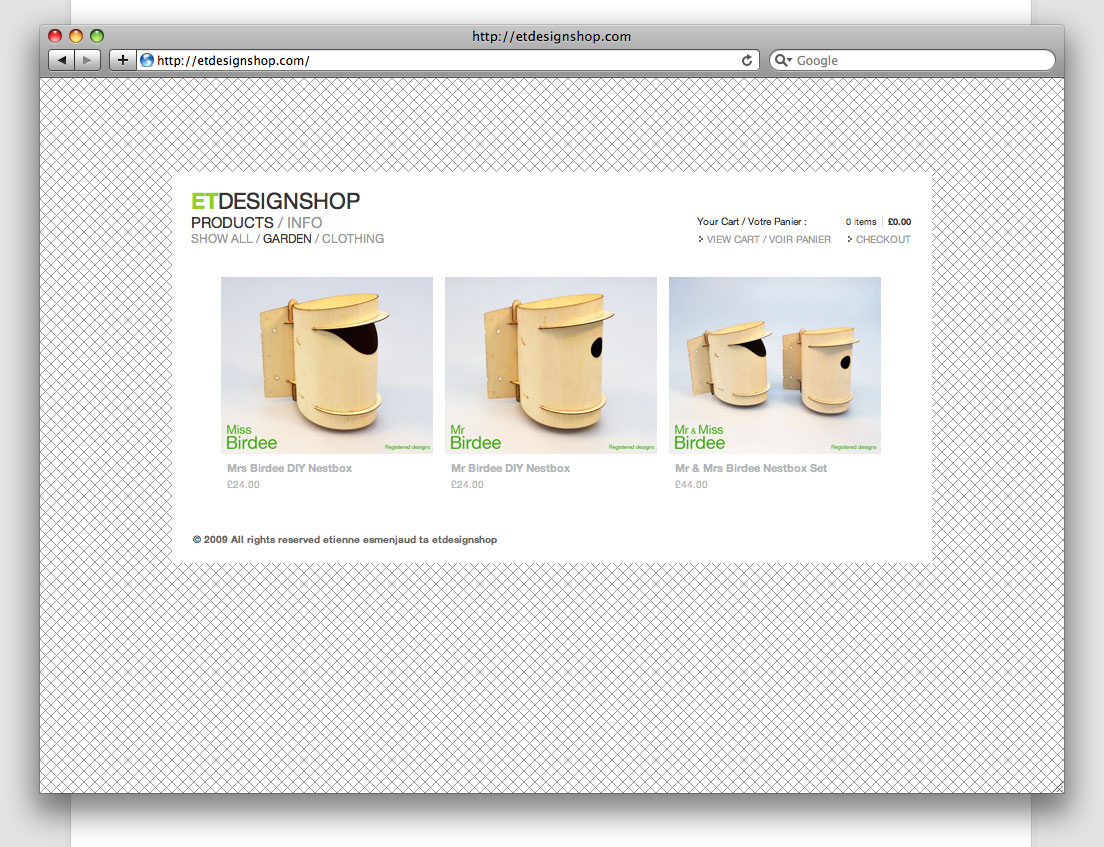 http://etdesignshop.com
http://etdesignshop.com/
Google
ETDESIGNSHOP
PRODUCTS / INFO
SHOW ALL / GARDEN / CLOTHING
Your Cart / Votre Panier : 0 items £0.00
VIEW CART / VOIR PANIER CHECKOUT
Miss
Birdee
Registered designs
Mr
Birdee
Registered designs
Mr & Miss
Birdee
Registered designs
Mrs Birdee DIY Nestbox
£24.00
Mr Birdee DIY Nestbox
£24.00
Mr & Mrs Birdee Nestbox Set
£44.00
© 2009 All rights reserved etienne esmenjaud ta etdesignshop